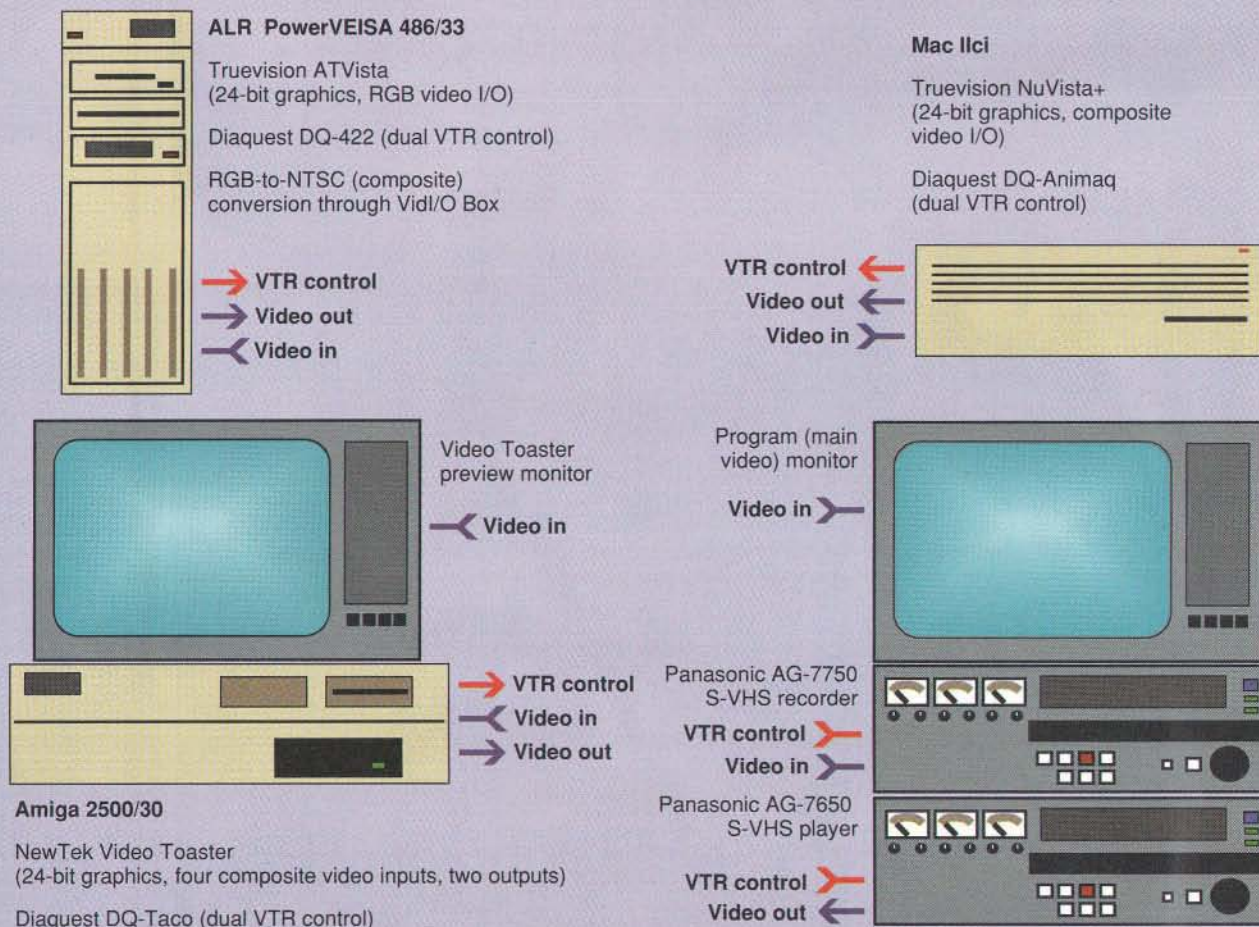 ALR PowerVEISA 486/33
Truevision ATVista
(24-bit graphics, RGB video I/O)
Diaquest DQ-422 (dual VTR control)
RGB-to-NTSC (composite)
conversion through VidI/O Box
VTR control
Video out
Video in
Mac IIci
Truevision NuVista+
(24-bit graphics, composite
video I/O)
Diaquest DQ-Animaq
(dual VTR control)
VTR control
Video out
Video in
Video Toaster
preview monitor
Video in
Program (main
video) monitor
Video in
VTR control
Video in
Video out
Amiga 2500/30
NewTek Video Toaster
(24-bit graphics, four composite video inputs, two outputs)
Diaquest DQ-Taco (dual VTR control)
Panasonic AG-7750
S-VHS recorder
VTR control
Video in
Panasonic AG-7650
S-VHS player
VTR control
Video out